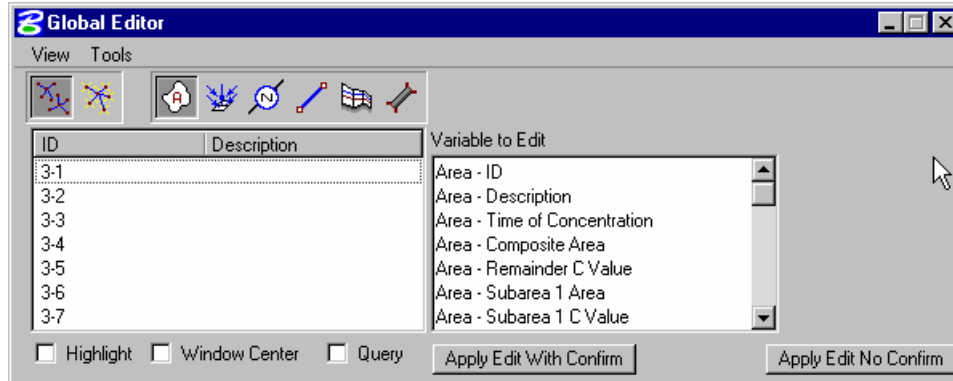 Global Editor
View Tools
A N
ID Description Variable to Edit
3-1
3-2
3-3
3-4
3-5
3-6
3-7
Area - ID
Area - Description
Area - Time of Concentration
Area - Composite Area
Area - Remainder C Value
Area - Subarea 1 Area
Area - Subarea 1 C Value
Highlight Window Center Query Apply Edit With Confirm Apply Edit No Confirm